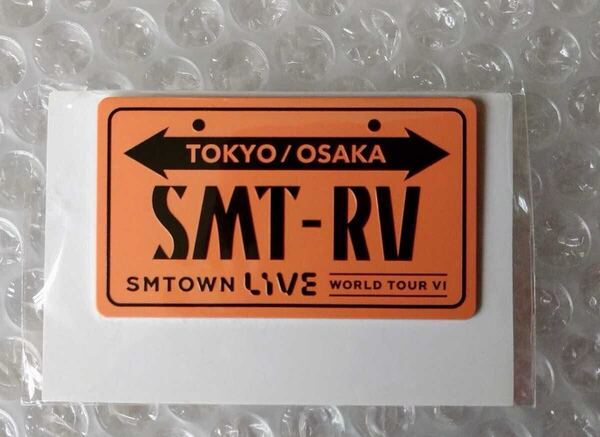 TOKYO/OSAKA
SMT-RV
SMTOWN LIVE WORLD TOUR VI